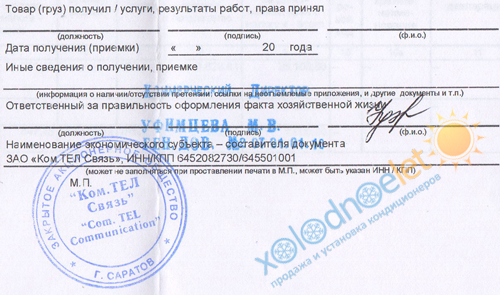 Товар (груз) получил / услуги, результаты работ, права принял
(должность) (подпись) (ф.и.о.)
Дата получения (приемки) « » 20 года
Иные сведения о получении, приемке
Коммерческий Директор
(информация о наличии/отсутствии претензии: ссылки на неотъемлемые приложения, и другие документы и т.п.)
Ответственный за правильность оформления факта хозяйственной жизни
УФИМЦЕВА М. В.
(должность) (подпись) (ф.и.о.)
Наименование экономического субъекта – составителя документа
ЗАО «Ком.ТЕЛ Связь», ИНН/КПП 6452082730/645501001
(может не заполняться при проставлении печати в М.П., может быть указан ИНН / КПП)
М.П.
ЗАКРЫТОЕ АКЦИОНЕРНОЕ ОБЩЕСТВО
"Ком.ТЕЛ
Связь"
"Com. TEL
Communication"
Г. САРАТОВ
xolodnoelet
продажа и установка кондиционеров